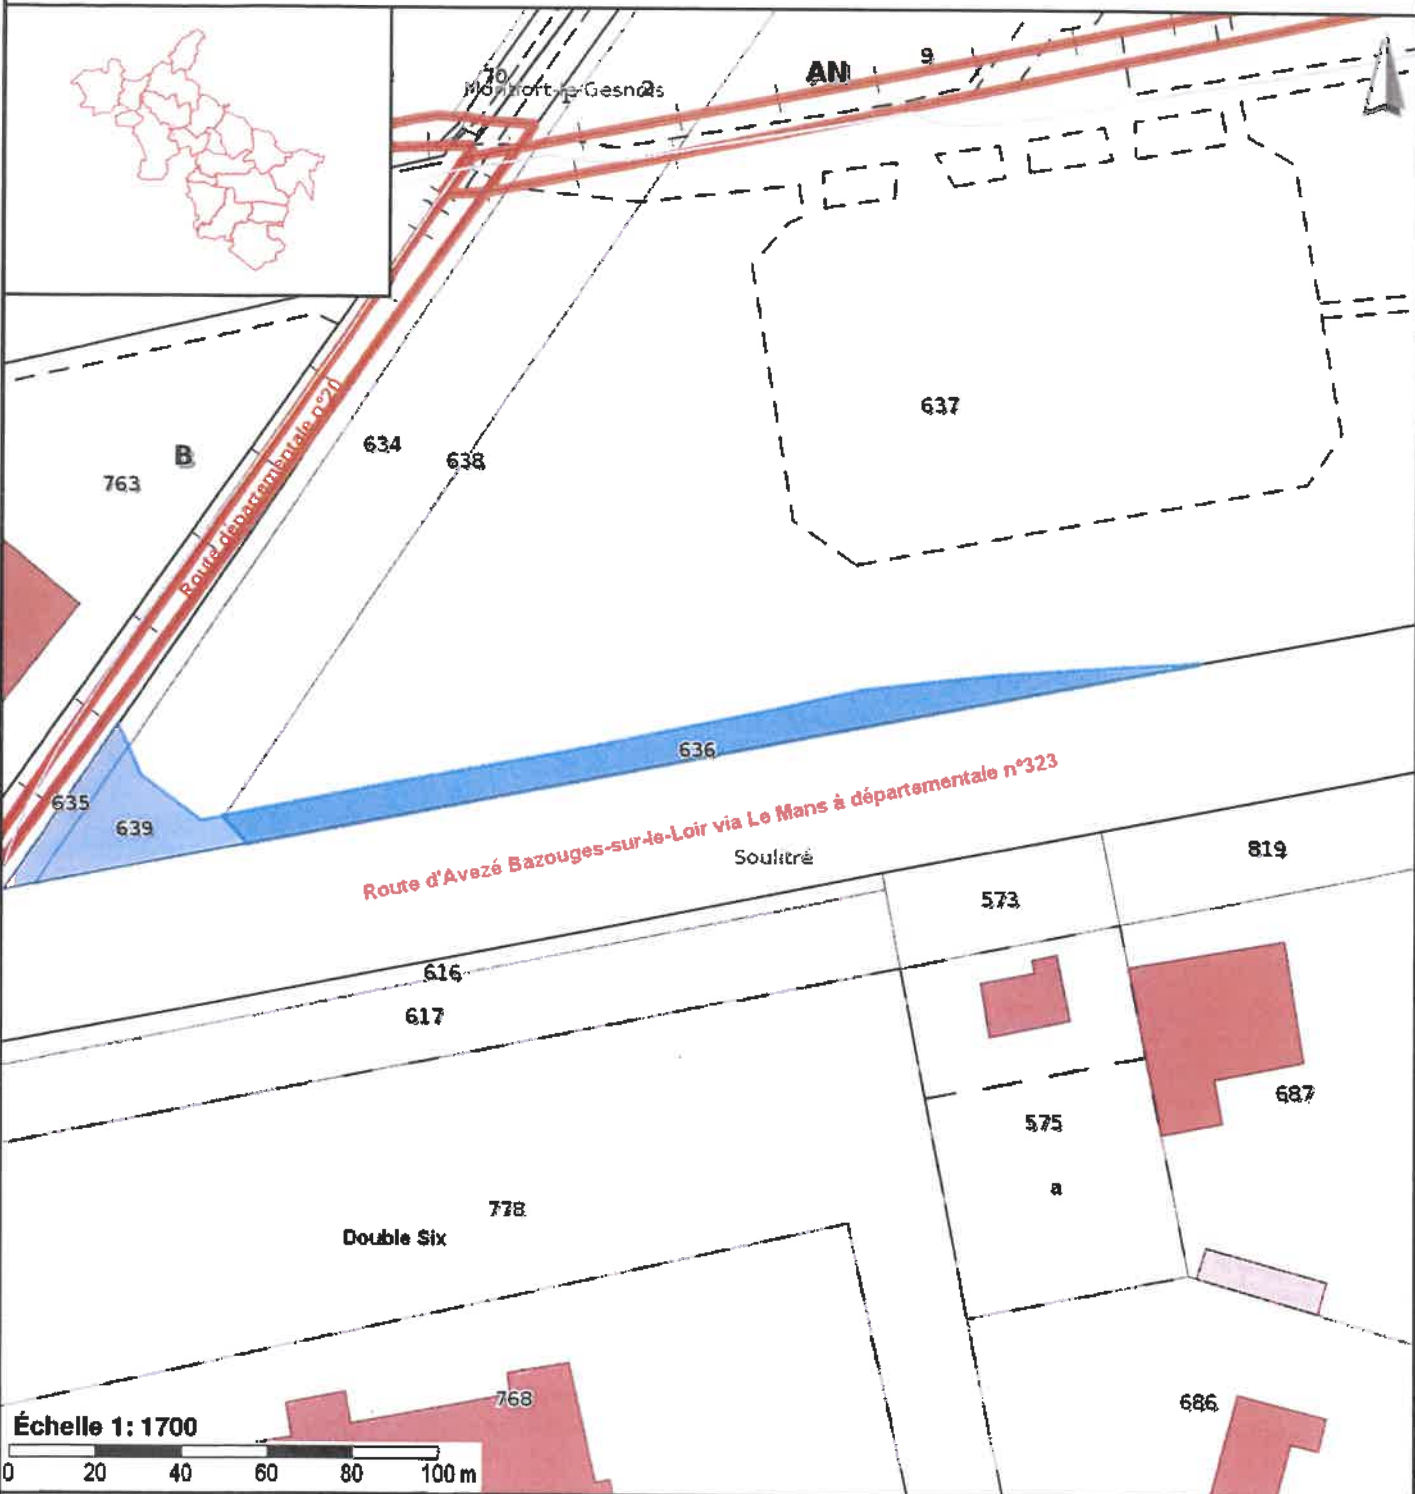 70
Montfort-le-Gesnois
1
2
AN
9
637
634
638
B
763
Route départementale n°20
636
635
639
Route d'Avezé Bazouges-sur-le-Loir via Le Mans à départementale n°323
Soulitré
819
573
616
617
687
575
a
778
Double Six
768
686
Échelle 1: 1700
0 20 40 60 80 100 m